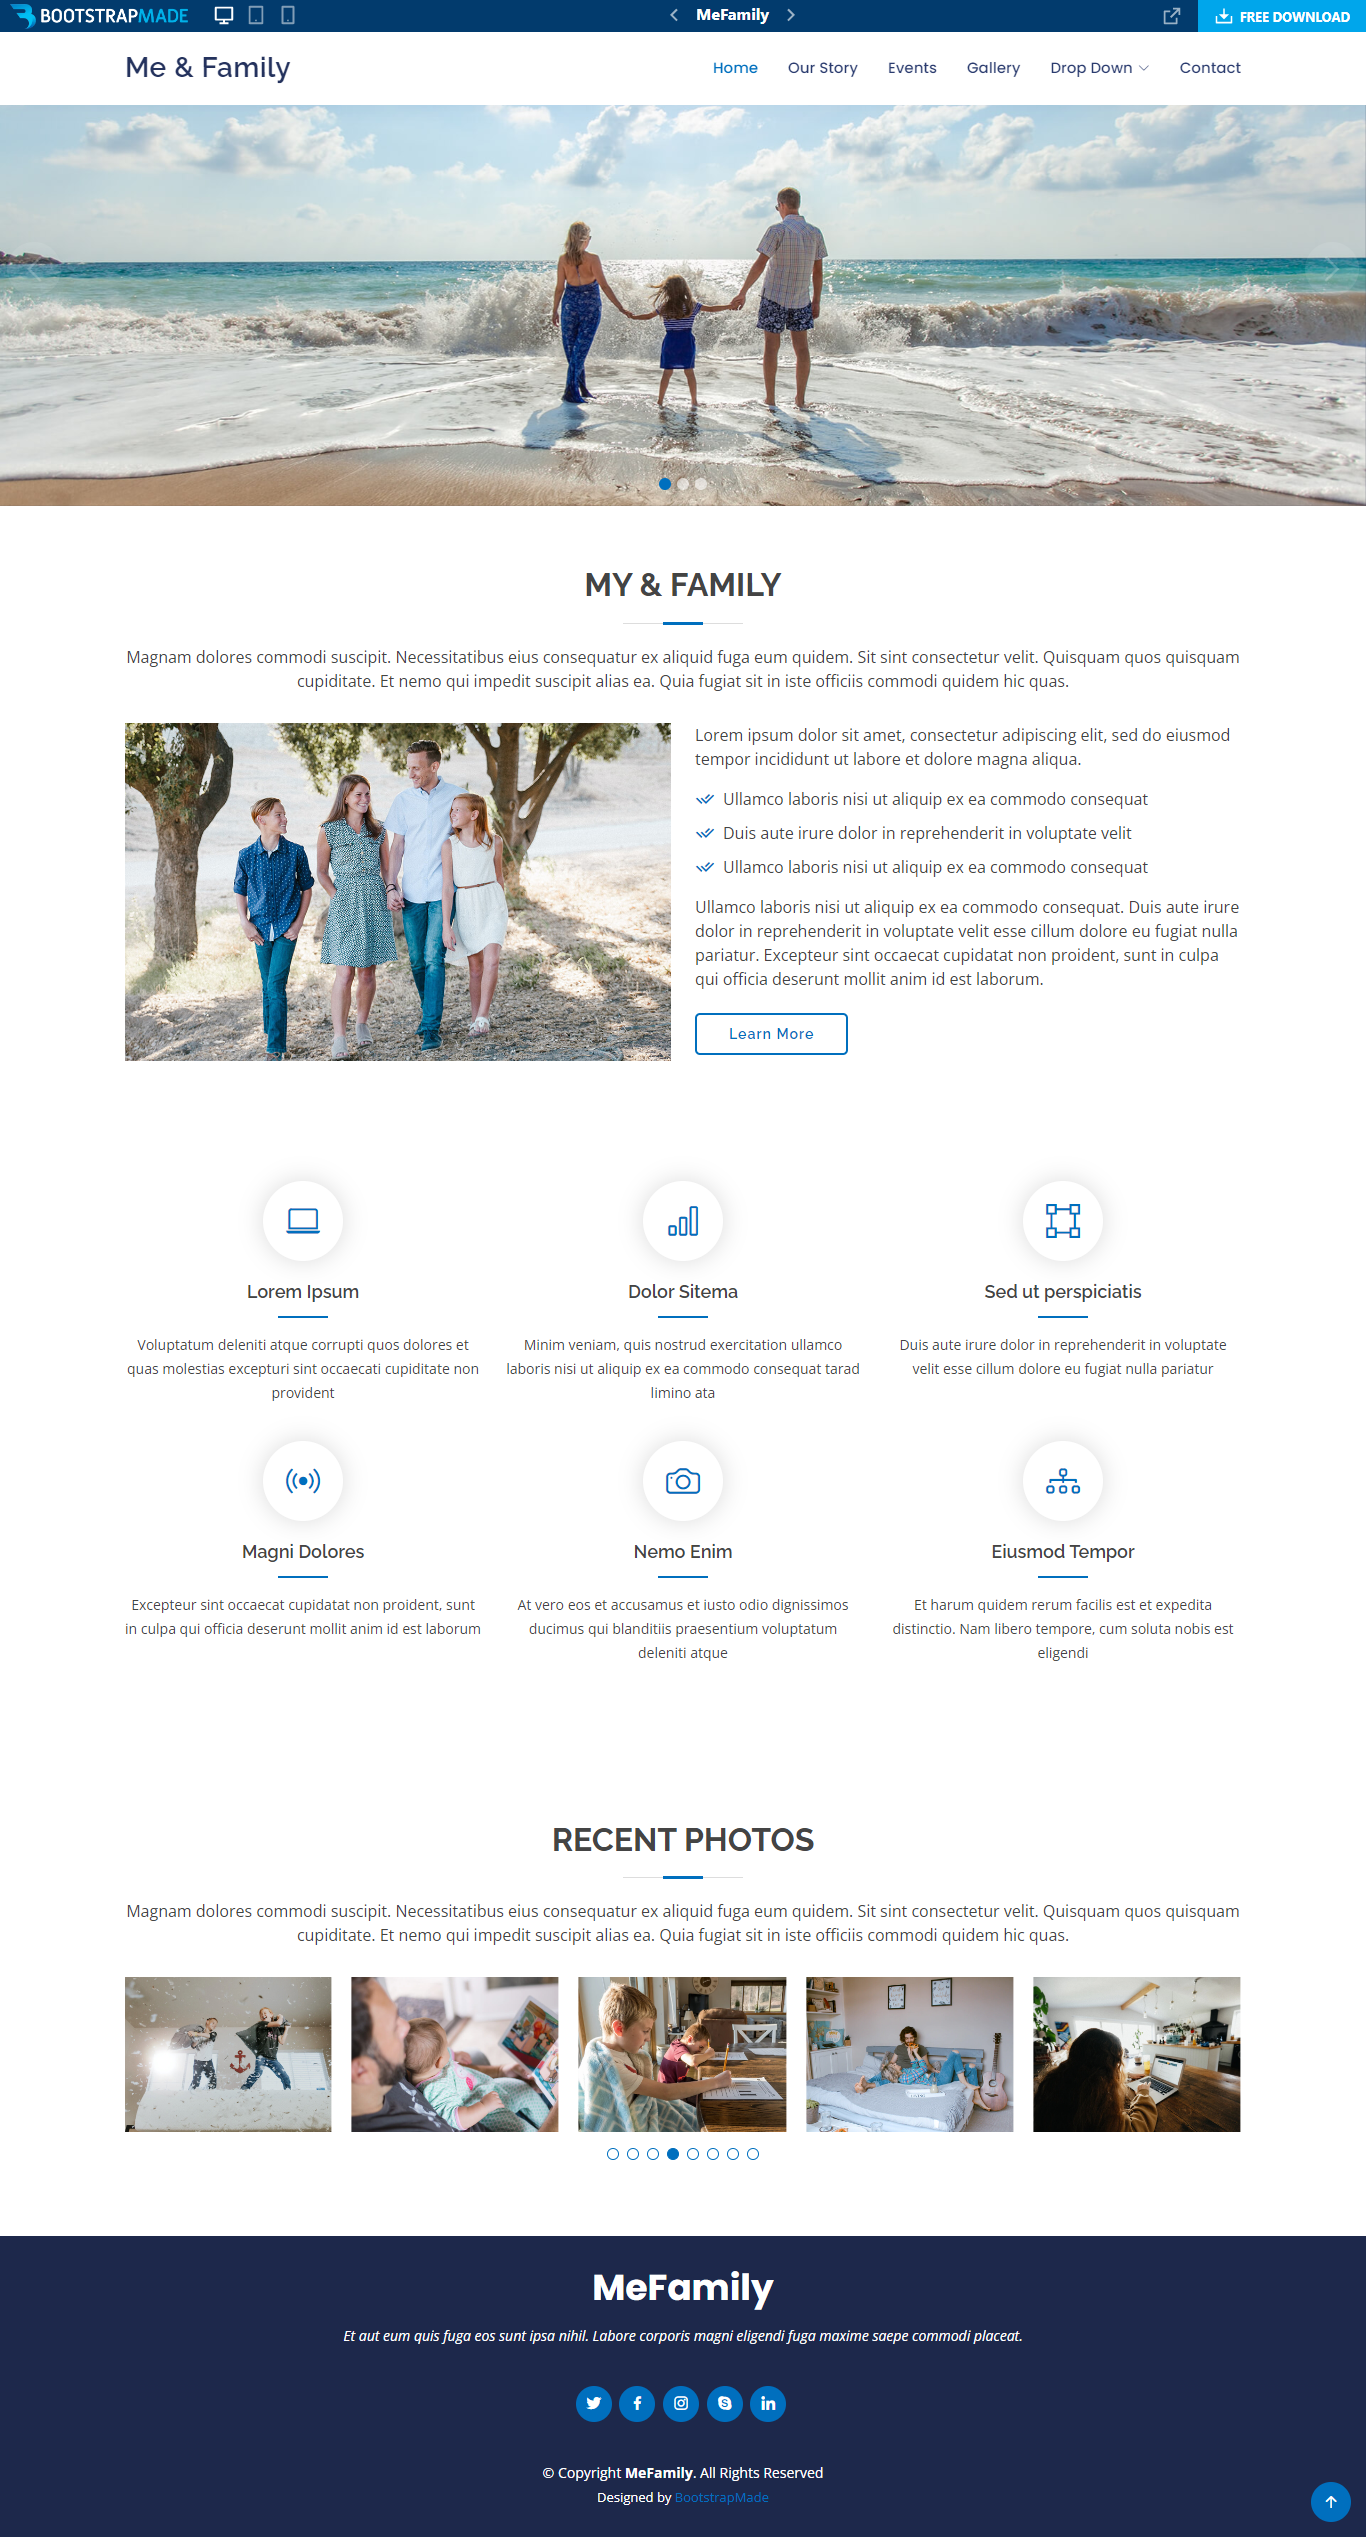 BOOTSTRAPMADE
MeFamily
FREE DOWNLOAD
Me & Family
Home
Our Story
Events
Gallery
Drop Down
Contact
MY & FAMILY
Magnam dolores commodi suscipit. Necessitatibus eius consequatur ex aliquid fuga eum quidem. Sit sint consectetur velit. Quisquam quos quisquam
cupiditate. Et nemo qui impedit suscipit alias ea. Quia fugiat sit in iste officiis commodi quidem hic quas.
Lorem ipsum dolor sit amet, consectetur adipiscing elit, sed do eiusmod
tempor incididunt ut labore et dolore magna aliqua.
Ullamco laboris nisi ut aliquip ex ea commodo consequat
Duis aute irure dolor in reprehenderit in voluptate velit
Ullamco laboris nisi ut aliquip ex ea commodo consequat
Ullamco laboris nisi ut aliquip ex ea commodo consequat. Duis aute irure
dolor in reprehenderit in voluptate velit esse cillum dolore eu fugiat nulla
pariatur. Excepteur sint occaecat cupidatat non proident, sunt in culpa
qui officia deserunt mollit anim id est laborum.
Learn More
Lorem Ipsum
Voluptatum deleniti atque corrupti quos dolores et
quas molestias excepturi sint occaecati cupiditate non
provident
Dolor Sitema
Minim veniam, quis nostrud exercitation ullamco
laboris nisi ut aliquip ex ea commodo consequat tarad
limino ata
Sed ut perspiciatis
Duis aute irure dolor in reprehenderit in voluptate
velit esse cillum dolore eu fugiat nulla pariatur
Magni Dolores
Excepteur sint occaecat cupidatat non proident, sunt
in culpa qui officia deserunt mollit anim id est laborum
Nemo Enim
At vero eos et accusamus et iusto odio dignissimos
ducimus qui blanditiis praesentium voluptatum
deleniti atque
Eiusmod Tempor
Et harum quidem rerum facilis est et expedita
distinctio. Nam libero tempore, cum soluta nobis est
eligendi
RECENT PHOTOS
Magnam dolores commodi suscipit. Necessitatibus eius consequatur ex aliquid fuga eum quidem. Sit sint consectetur velit. Quisquam quos quisquam
cupiditate. Et nemo qui impedit suscipit alias ea. Quia fugiat sit in iste officiis commodi quidem hic quas.
MeFamily
Et aut eum quis fuga eos sunt ipsa nihil. Labore corporis magni eligendi fuga maxime saepe commodi placeat.
© Copyright MeFamily. All Rights Reserved
Designed by BootstrapMade